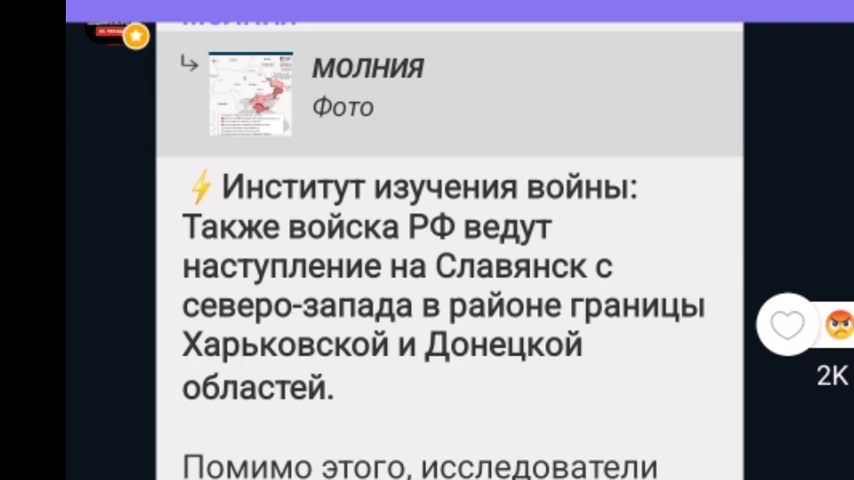 МОЛНИЯ
Фото
⚡Институт изучения войны:
Также войска РФ ведут
наступление на Славянск с
северо-запада в районе границы
Харьковской и Донецкой
областей.
2K
Помимо этого, исследователи